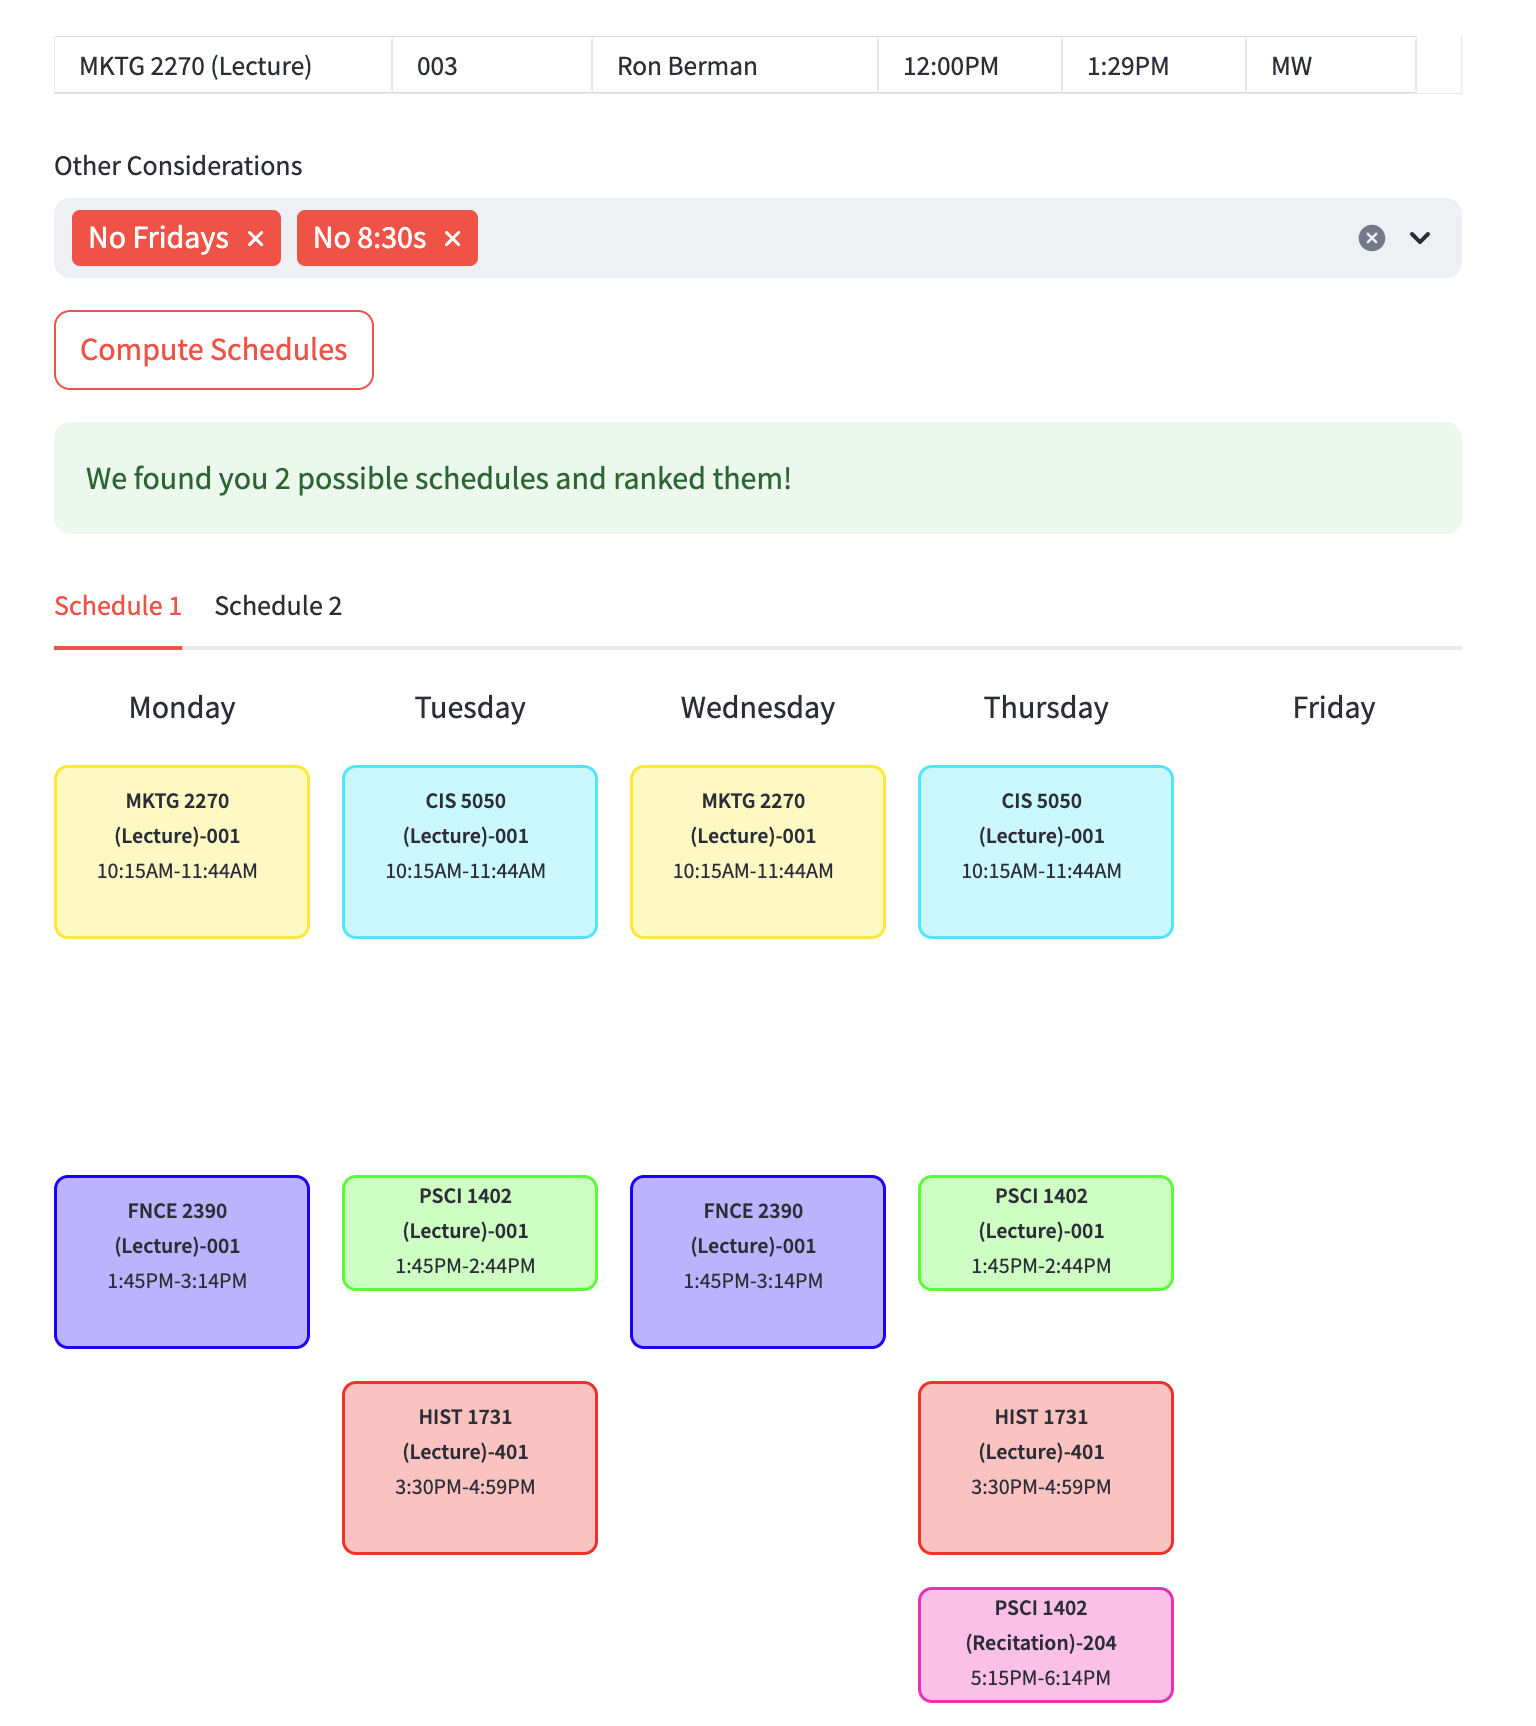 MKTG 2270 (Lecture) 003 Ron Berman 12:00PM 1:29PM MW
Other Considerations
No Fridays × No 8:30s ×
Compute Schedules
We found you 2 possible schedules and ranked them!
Schedule 1 Schedule 2
Monday Tuesday Wednesday Thursday Friday
MKTG 2270
(Lecture)-001
10:15AM-11:44AM
CIS 5050
(Lecture)-001
10:15AM-11:44AM
MKTG 2270
(Lecture)-001
10:15AM-11:44AM
CIS 5050
(Lecture)-001
10:15AM-11:44AM
FNCE 2390
(Lecture)-001
1:45PM-3:14PM
PSCI 1402
(Lecture)-001
1:45PM-2:44PM
FNCE 2390
(Lecture)-001
1:45PM-3:14PM
PSCI 1402
(Lecture)-001
1:45PM-2:44PM
HIST 1731
(Lecture)-401
3:30PM-4:59PM
HIST 1731
(Lecture)-401
3:30PM-4:59PM
PSCI 1402
(Recitation)-204
5:15PM-6:14PM